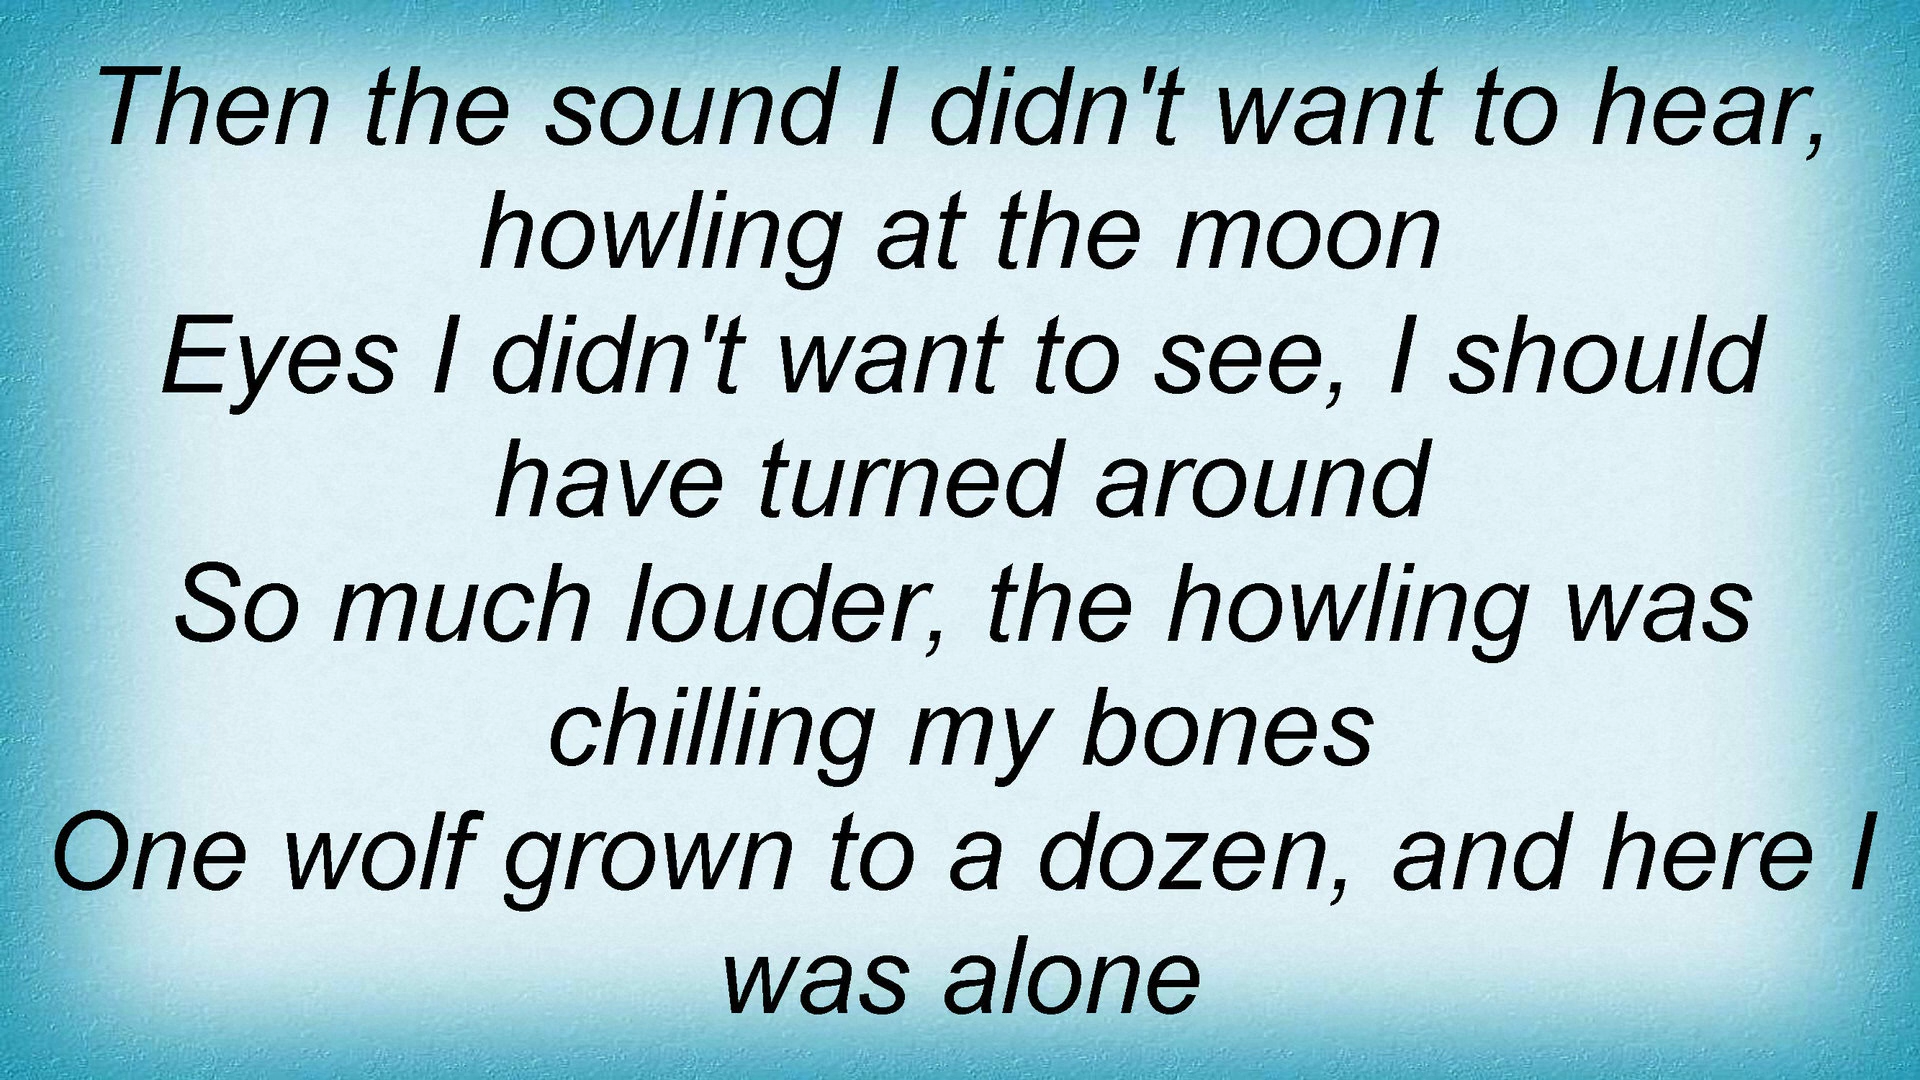 Then the sound I didn't want to hear,
howling at the moon
Eyes I didn't want to see, I should
have turned around
So much louder, the howling was
chilling my bones
One wolf grown to a dozen, and here I
was alone